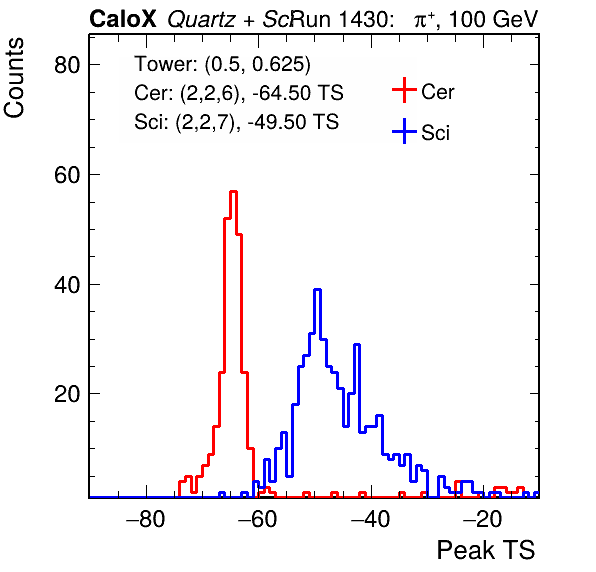 CaloX Quartz + ScRun 1430: π⁺, 100 GeV
Counts
80
60
40
20
Tower: (0.5, 0.625)
Cer: (2,2,6), -64.50 TS
Sci: (2,2,7), -49.50 TS
Cer
Sci
−80 −60 −40 −20
Peak TS